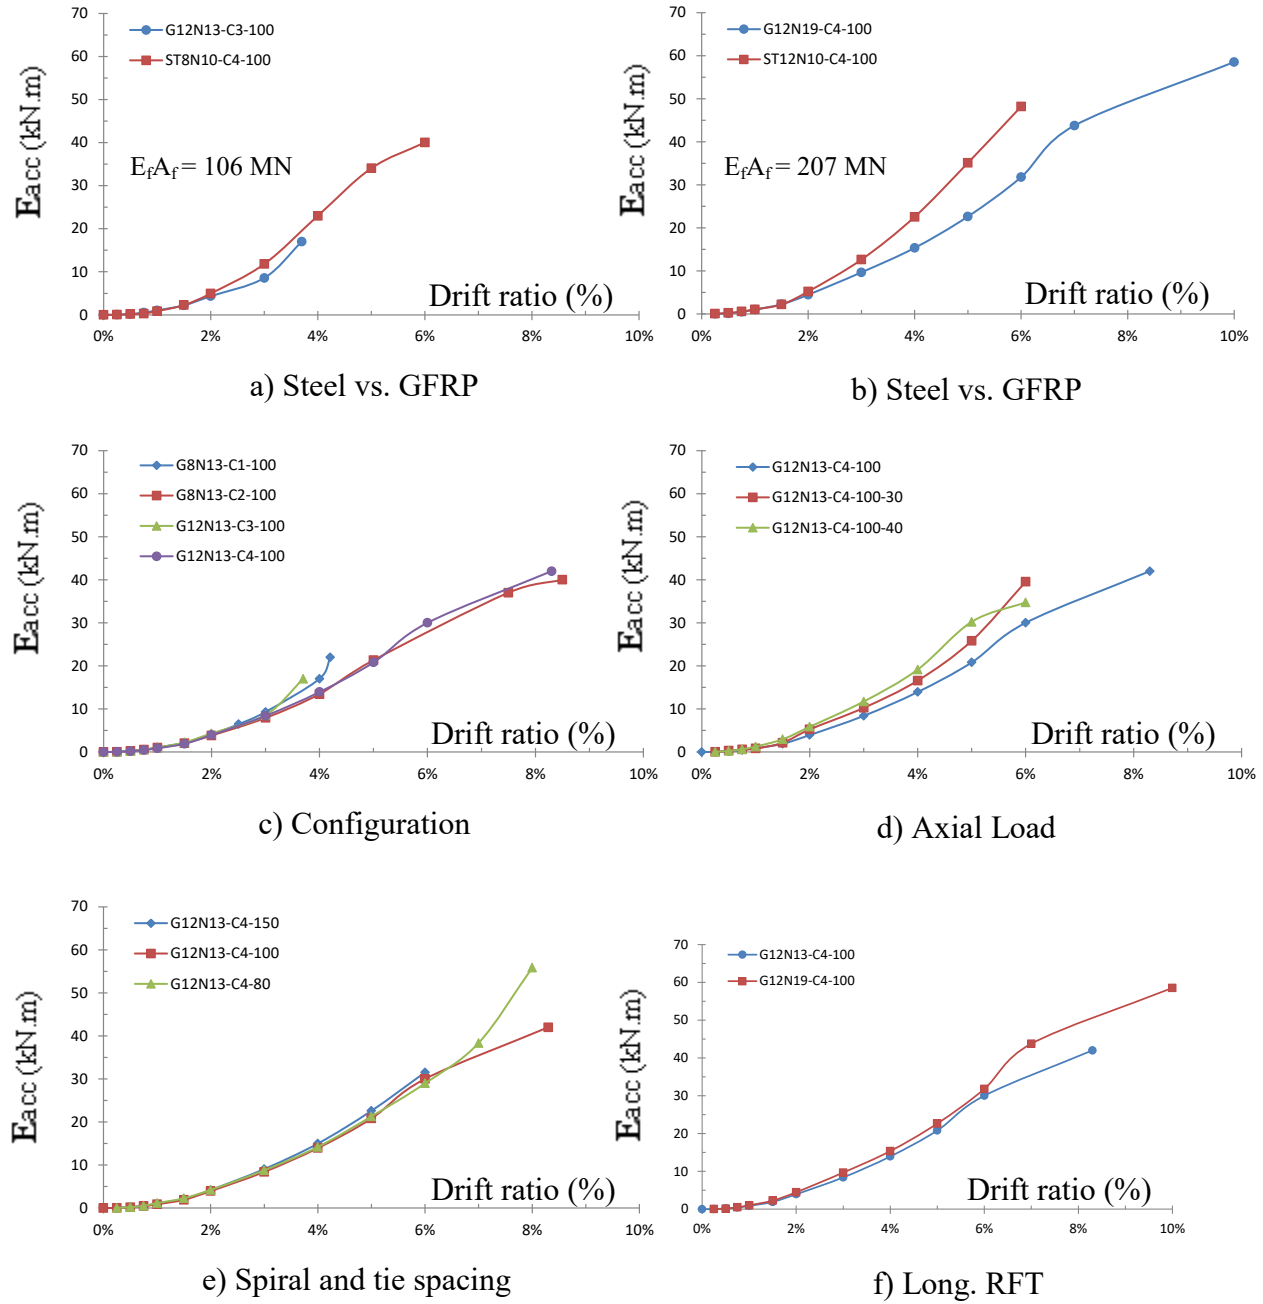 70
60
50
40
30
20
10
0
Eacc (kN.m)
G12N13-C3-100
ST8N10-C4-100
EfAf = 106 MN
Drift ratio (%)
0% 2% 4% 6% 8% 10%
a) Steel vs. GFRP
70
60
50
40
30
20
10
0
Eacc (kN.m)
G12N19-C4-100
ST12N10-C4-100
EfAf = 207 MN
Drift ratio (%)
0% 2% 4% 6% 8% 10%
b) Steel vs. GFRP
70
60
50
40
30
20
10
0
Eacc (kN.m)
G8N13-C1-100
G8N13-C2-100
G12N13-C3-100
G12N13-C4-100
Drift ratio (%)
0% 2% 4% 6% 8% 10%
c) Configuration
70
60
50
40
30
20
10
0
Eacc (kN.m)
G12N13-C4-100
G12N13-C4-100-30
G12N13-C4-100-40
Drift ratio (%)
0% 2% 4% 6% 8% 10%
d) Axial Load
70
60
50
40
30
20
10
0
Eacc (kN.m)
G12N13-C4-150
G12N13-C4-100
G12N13-C4-80
Drift ratio (%)
0% 2% 4% 6% 8% 10%
e) Spiral and tie spacing
70
60
50
40
30
20
10
0
Eacc (kN.m)
G12N13-C4-100
G12N19-C4-100
Drift ratio (%)
0% 2% 4% 6% 8% 10%
f) Long. RFT